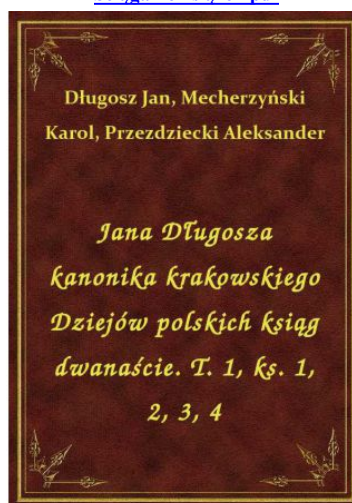 Długosz Jan, Mecherzyński
Karol, Przezdziecki Aleksander
Jana Długosza
kanonika krakowskiego
Dziejów polskich ksiąg
dwanaście. T. 1, ks. 1,
2, 3, 4